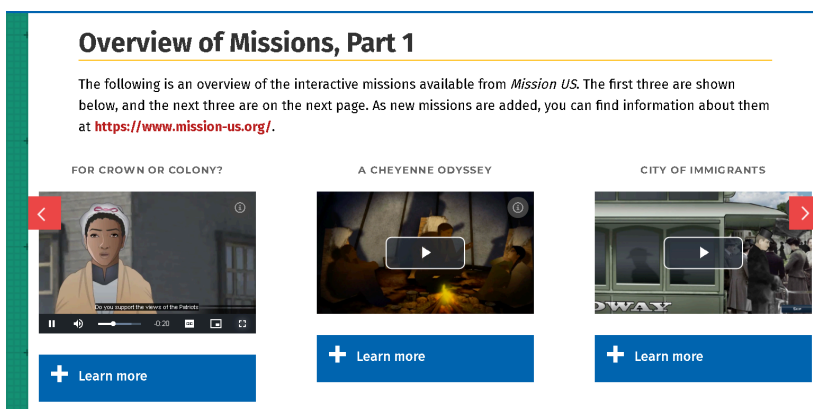 Overview of Missions, Part 1
The following is an overview of the interactive missions available from Mission US. The first three are shown
below, and the next three are on the next page. As new missions are added, you can find information about them
at https://www.mission-us.org/.
FOR CROWN OR COLONY?
A CHEYENNE ODYSSEY
CITY OF IMMIGRANTS
Do you support the views of the Patriots
-0:20
DWAY
Learn more
Learn more
Learn more